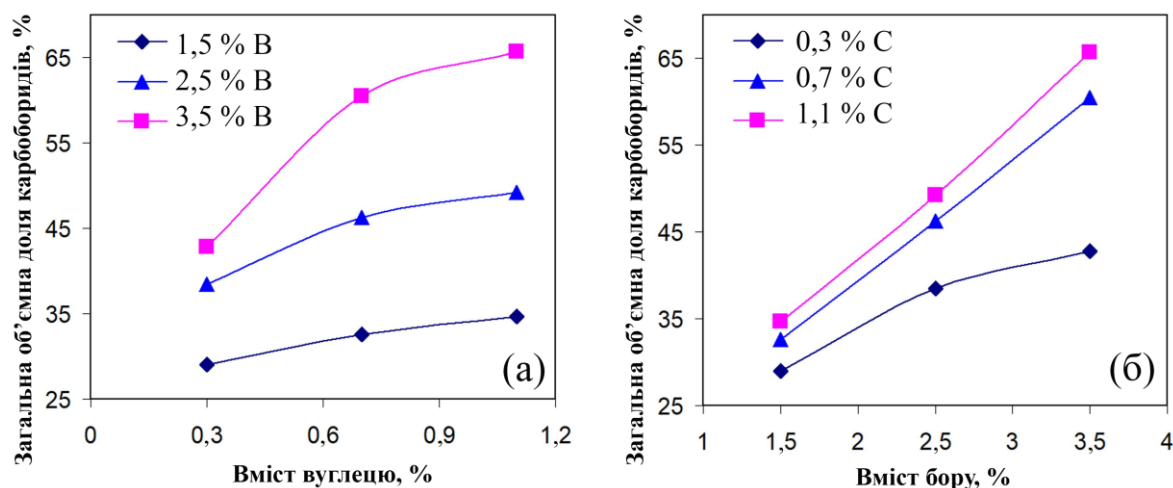 Загальна об’ємна доля карбоборидів, %
65
55
45
35
25
1,5 % B
2,5 % B
3,5 % B
(а)
0
0,3
0,6
0,9
1,2
Вміст вуглецю, %
Загальна об’ємна доля карбоборидів, %
65
55
45
35
25
0,3 % C
0,7 % C
1,1 % C
(б)
1
1,5
2
2,5
3
3,5
4
Вміст бору, %